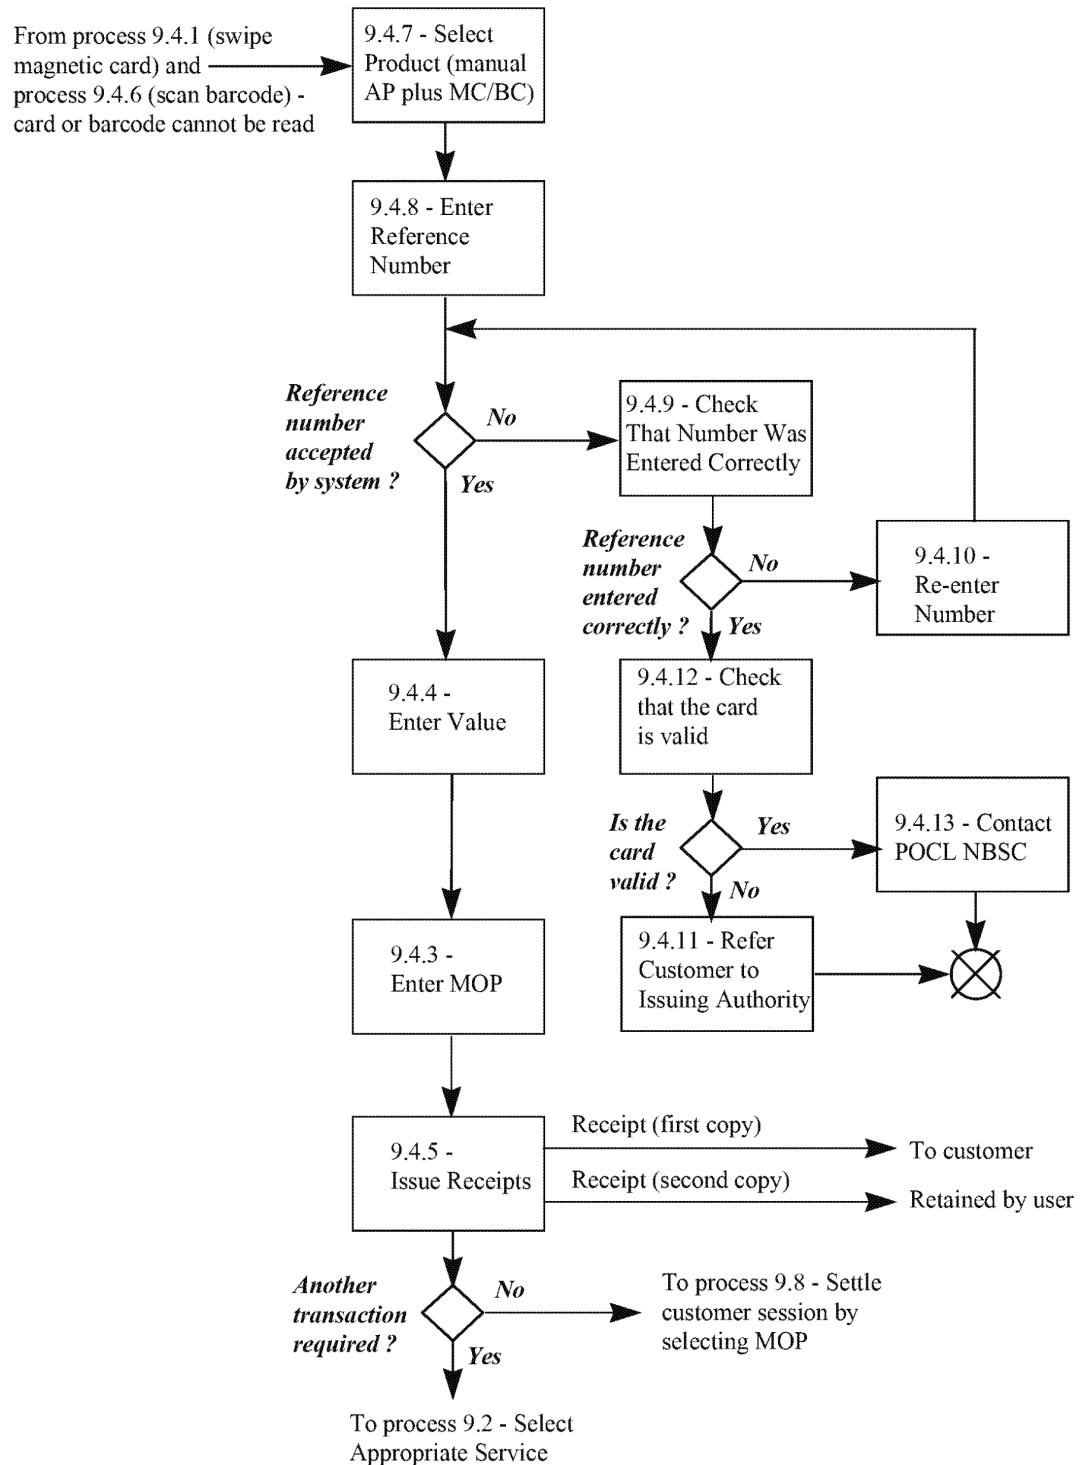 From process 9.4.1 (swipe
magnetic card) and
process 9.4.6 (scan barcode) -
card or barcode cannot be read
9.4.7 - Select
Product (manual
AP plus MC/BC)
9.4.8 - Enter
Reference
Number
Reference
number
accepted
by system ?
No
Yes
9.4.9 - Check
That Number Was
Entered Correctly
Reference
number
entered
correctly ?
No
Yes
9.4.10 -
Re-enter
Number
9.4.4 -
Enter Value
9.4.12 - Check
that the card
is valid
Is the
card
valid ?
Yes
No
9.4.13 - Contact
POCL NBSC
9.4.3 -
Enter MOP
9.4.11 - Refer
Customer to
Issuing Authority
9.4.5 -
Issue Receipts
Receipt (first copy)
To customer
Receipt (second copy)
Retained by user
Another
transaction
required ?
No
Yes
To process 9.8 - Settle
customer session by
selecting MOP
To process 9.2 - Select
Appropriate Service